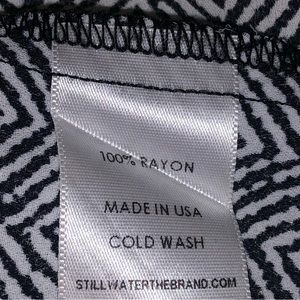 100% RAYON
MADE IN USA
COLD WASH
STILLWATERTHEBRAND.COM